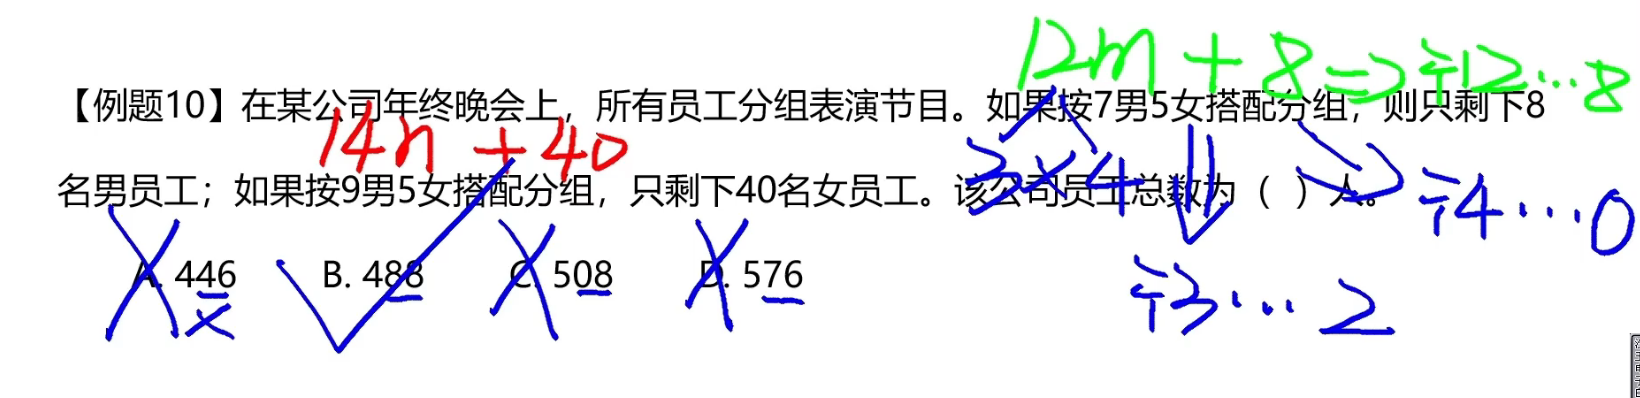 12m+8⇒÷12…8
【例题10】在某公司年终晚会上，所有员工分组表演节目。如果按7男5女搭配分组，则只剩下8
14n+40
3×4
名男员工；如果按9男5女搭配分组，只剩下40名女员工。该公司员工总数为（ ）人。
÷4…0
A. 446 B. 488 C. 508 D. 576
÷3…2